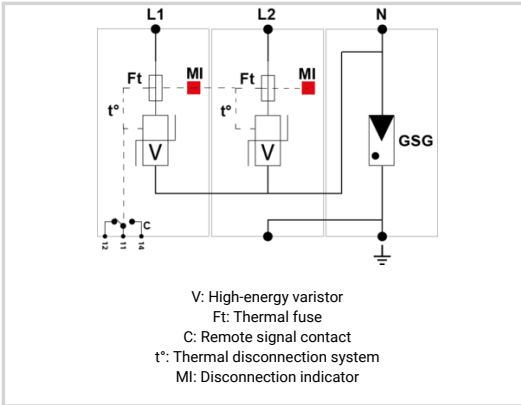 L1 L2 N
Ft MI Ft MI
t° t°
V V GSG
C
12 11 14
V: High-energy varistor
Ft: Thermal fuse
C: Remote signal contact
t°: Thermal disconnection system
MI: Disconnection indicator